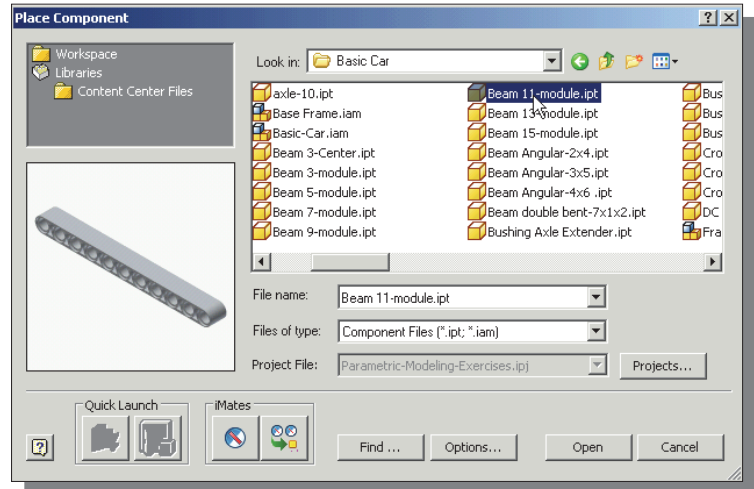 Place Component
Workspace
Libraries
Content Center Files
Look in: Basic Car
axle-10.ipt
Base Frame.iam
Basic-Car.iam
Beam 3-Center.ipt
Beam 3-module.ipt
Beam 5-module.ipt
Beam 7-module.ipt
Beam 9-module.ipt
Beam 11-module.ipt
Beam 13-module.ipt
Beam 15-module.ipt
Beam Angular-2x4.ipt
Beam Angular-3x5.ipt
Beam Angular-4x6 .ipt
Beam double bent-7x1x2.ipt
Bushing Axle Extender.ipt
Bus
Bus
Bus
Cro
Cro
Cro
DC
Fra
File name: Beam 11-module.ipt
Files of type: Component Files (*.ipt; *.iam)
Project File: Parametric-Modeling-Exercises.ipj Projects...
Quick Launch iMates
Find ... Options... Open Cancel